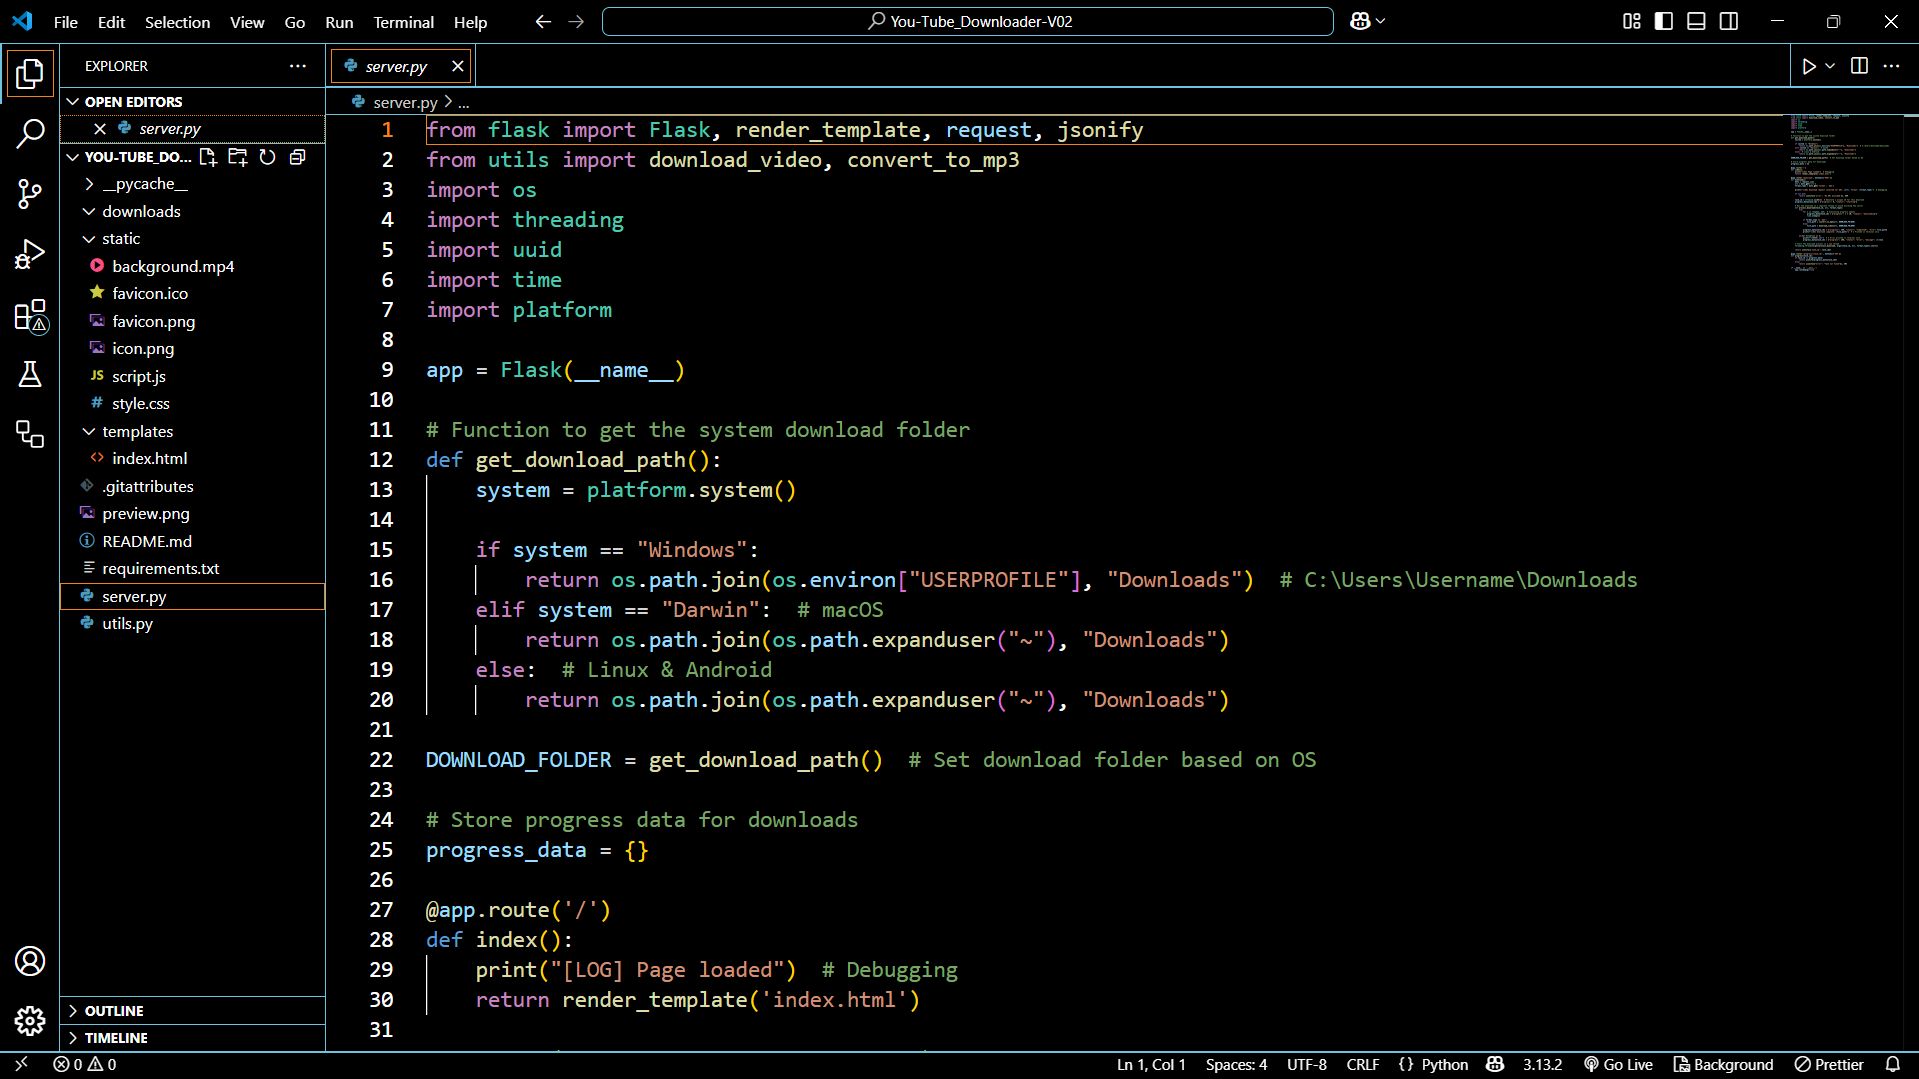 File Edit Selection View Go Run Terminal Help
You-Tube_Downloader-V02
EXPLORER
OPEN EDITORS
server.py
YOU-TUBE_DO...
__pycache__
downloads
static
background.mp4
favicon.ico
favicon.png
icon.png
JS script.js
# style.css
templates
<> index.html
.gitattributes
preview.png
README.md
requirements.txt
server.py
utils.py
OUTLINE
TIMELINE
server.py
server.py > ...
1 from flask import Flask, render_template, request, jsonify
2 from utils import download_video, convert_to_mp3
3 import os
4 import threading
5 import uuid
6 import time
7 import platform
8
9 app = Flask(__name__)
10
11 # Function to get the system download folder
12 def get_download_path():
13     system = platform.system()
14
15     if system == "Windows":
16         return os.path.join(os.environ["USERPROFILE"], "Downloads")  # C:\Users\Username\Downloads
17     elif system == "Darwin":  # macOS
18         return os.path.join(os.path.expanduser("~"), "Downloads")
19     else:  # Linux & Android
20         return os.path.join(os.path.expanduser("~"), "Downloads")
21
22 DOWNLOAD_FOLDER = get_download_path()  # Set download folder based on OS
23
24 # Store progress data for downloads
25 progress_data = {}
26
27 @app.route('/')
28 def index():
29     print("[LOG] Page loaded")  # Debugging
30     return render_template('index.html')
31
0 0 Ln 1, Col 1 Spaces: 4 UTF-8 CRLF {} Python 3.13.2 Go Live Background Prettier